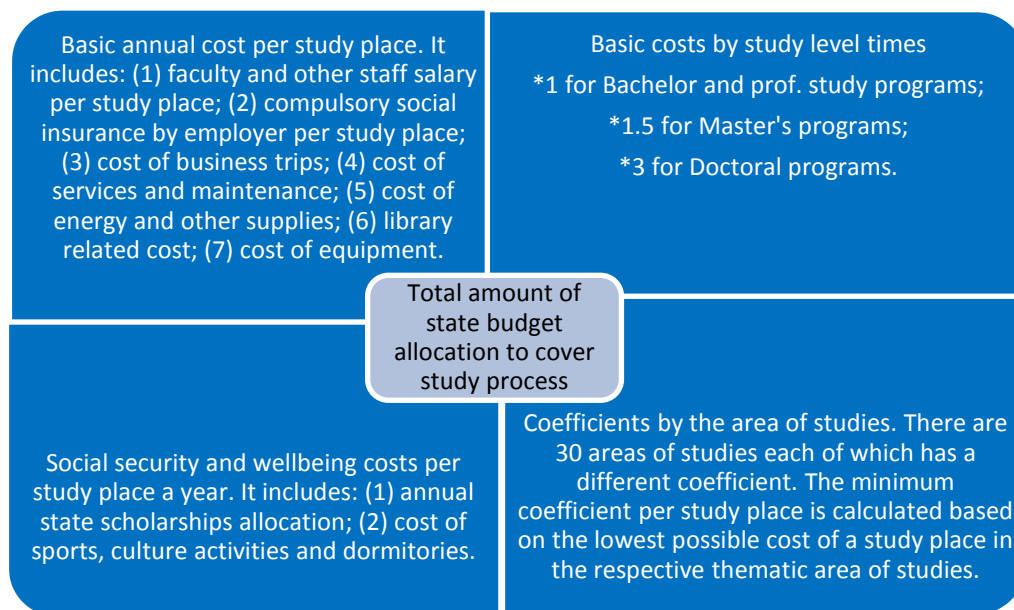 Basic annual cost per study place. It
includes: (1) faculty and other staff salary
per study place; (2) compulsory social
insurance by employer per study place;
(3) cost of business trips; (4) cost of
services and maintenance; (5) cost of
energy and other supplies; (6) library
related cost; (7) cost of equipment.
Basic costs by study level times
*1 for Bachelor and prof. study programs;
*1.5 for Master's programs;
*3 for Doctoral programs.
Total amount of
state budget
allocation to cover
study process
Social security and wellbeing costs per
study place a year. It includes: (1) annual
state scholarships allocation; (2) cost of
sports, culture activities and dormitories.
Coefficients by the area of studies. There are
30 areas of studies each of which has a
different coefficient. The minimum
coefficient per study place is calculated based
on the lowest possible cost of a study place in
the respective thematic area of studies.